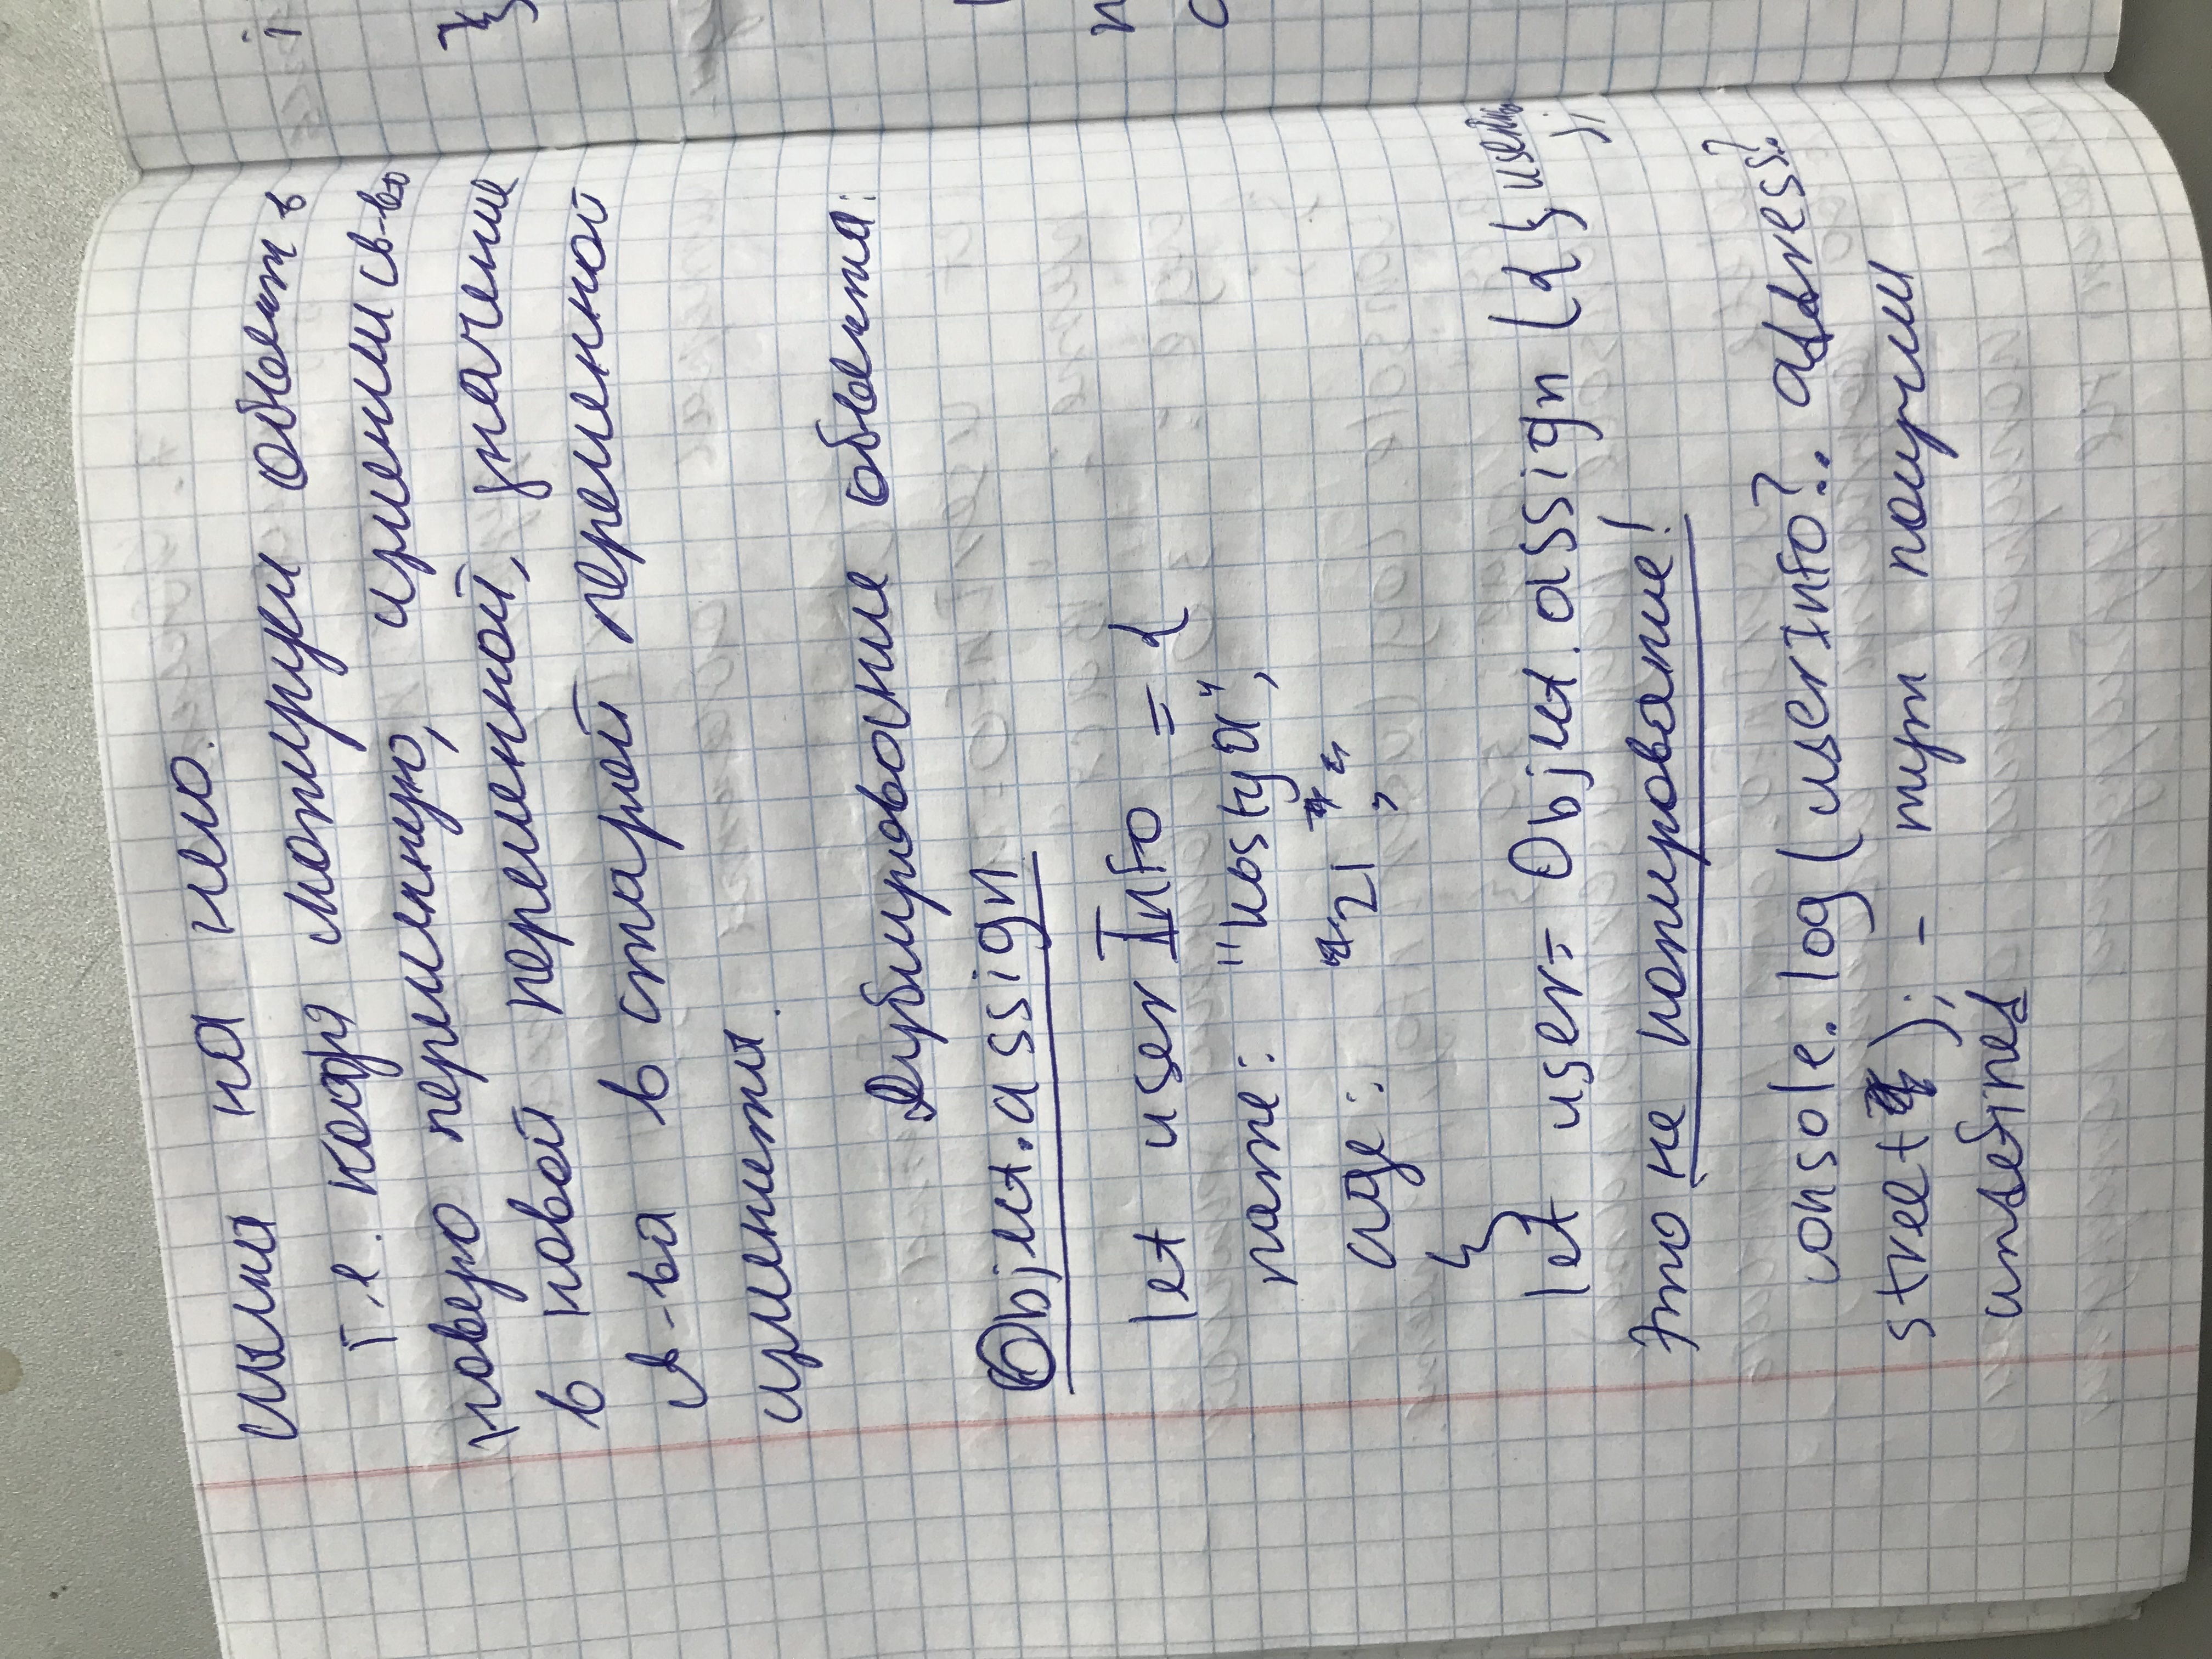 сылка на него.
Т.е. когда скопируем объект в
новую переменную, изменим св-во
в новой переменной, значение
св-ва в старой переменной
изменится.
Дублирование объекта:
Object.assign
let userInfo = {
name: "Kostya",
age: 21,
}
let user = Object.assign ({}, userInfo
);
Это не копирование!
console.log(userInfo?.address?
street); - тут получим
undefined